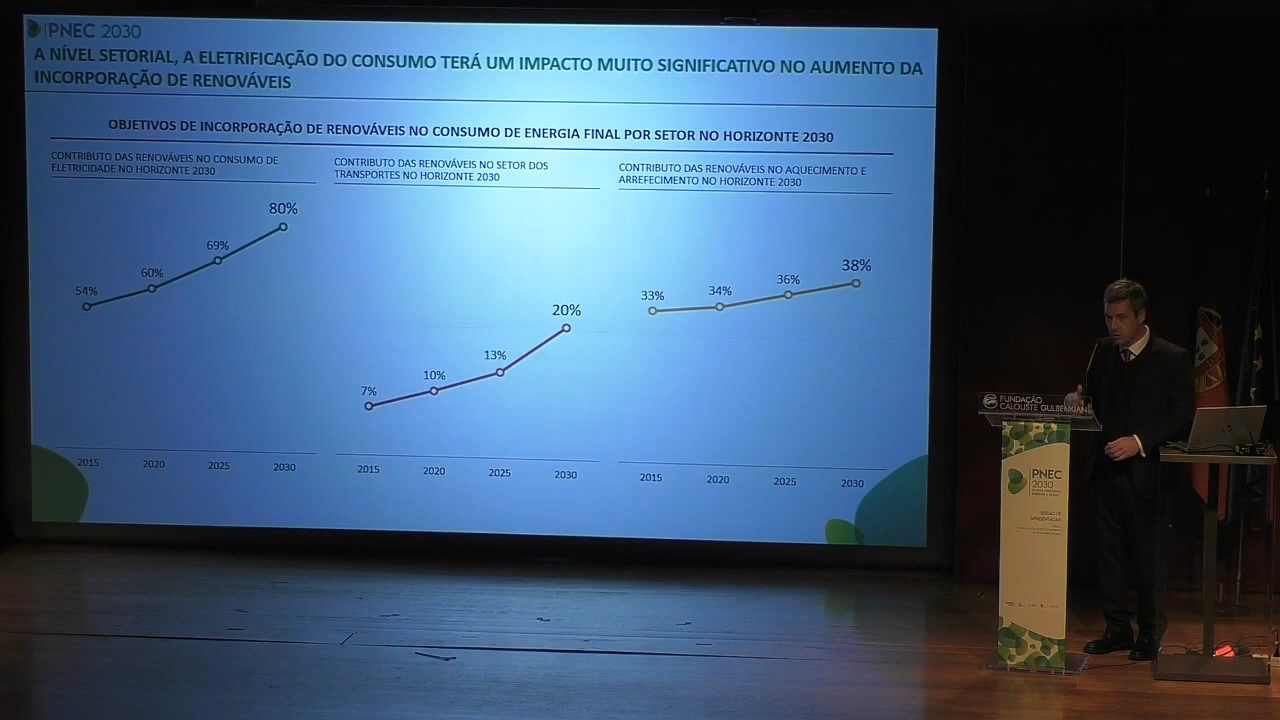 PNEC 2030
A NÍVEL SETORIAL, A ELETRIFICAÇÃO DO CONSUMO TERÁ UM IMPACTO MUITO SIGNIFICATIVO NO AUMENTO DA
INCORPORAÇÃO DE RENOVÁVEIS
OBJETIVOS DE INCORPORAÇÃO DE RENOVÁVEIS NO CONSUMO DE ENERGIA FINAL POR SETOR NO HORIZONTE 2030
CONTRIBUTO DAS RENOVÁVEIS NO CONSUMO DE
ELETRICIDADE NO HORIZONTE 2030
54%
60%
69%
80%
2015
2020
2025
2030
CONTRIBUTO DAS RENOVÁVEIS NO SETOR DOS
TRANSPORTES NO HORIZONTE 2030
7%
10%
13%
20%
2015
2020
2025
2030
CONTRIBUTO DAS RENOVÁVEIS NO AQUECIMENTO E
ARREFECIMENTO NO HORIZONTE 2030
33%
34%
36%
38%
2015
2020
2025
2030
FUNDAÇÃO
CALOUSTE GULBENKIAN
PNEC
2030
SESSÃO DE
APRESENTAÇÃO